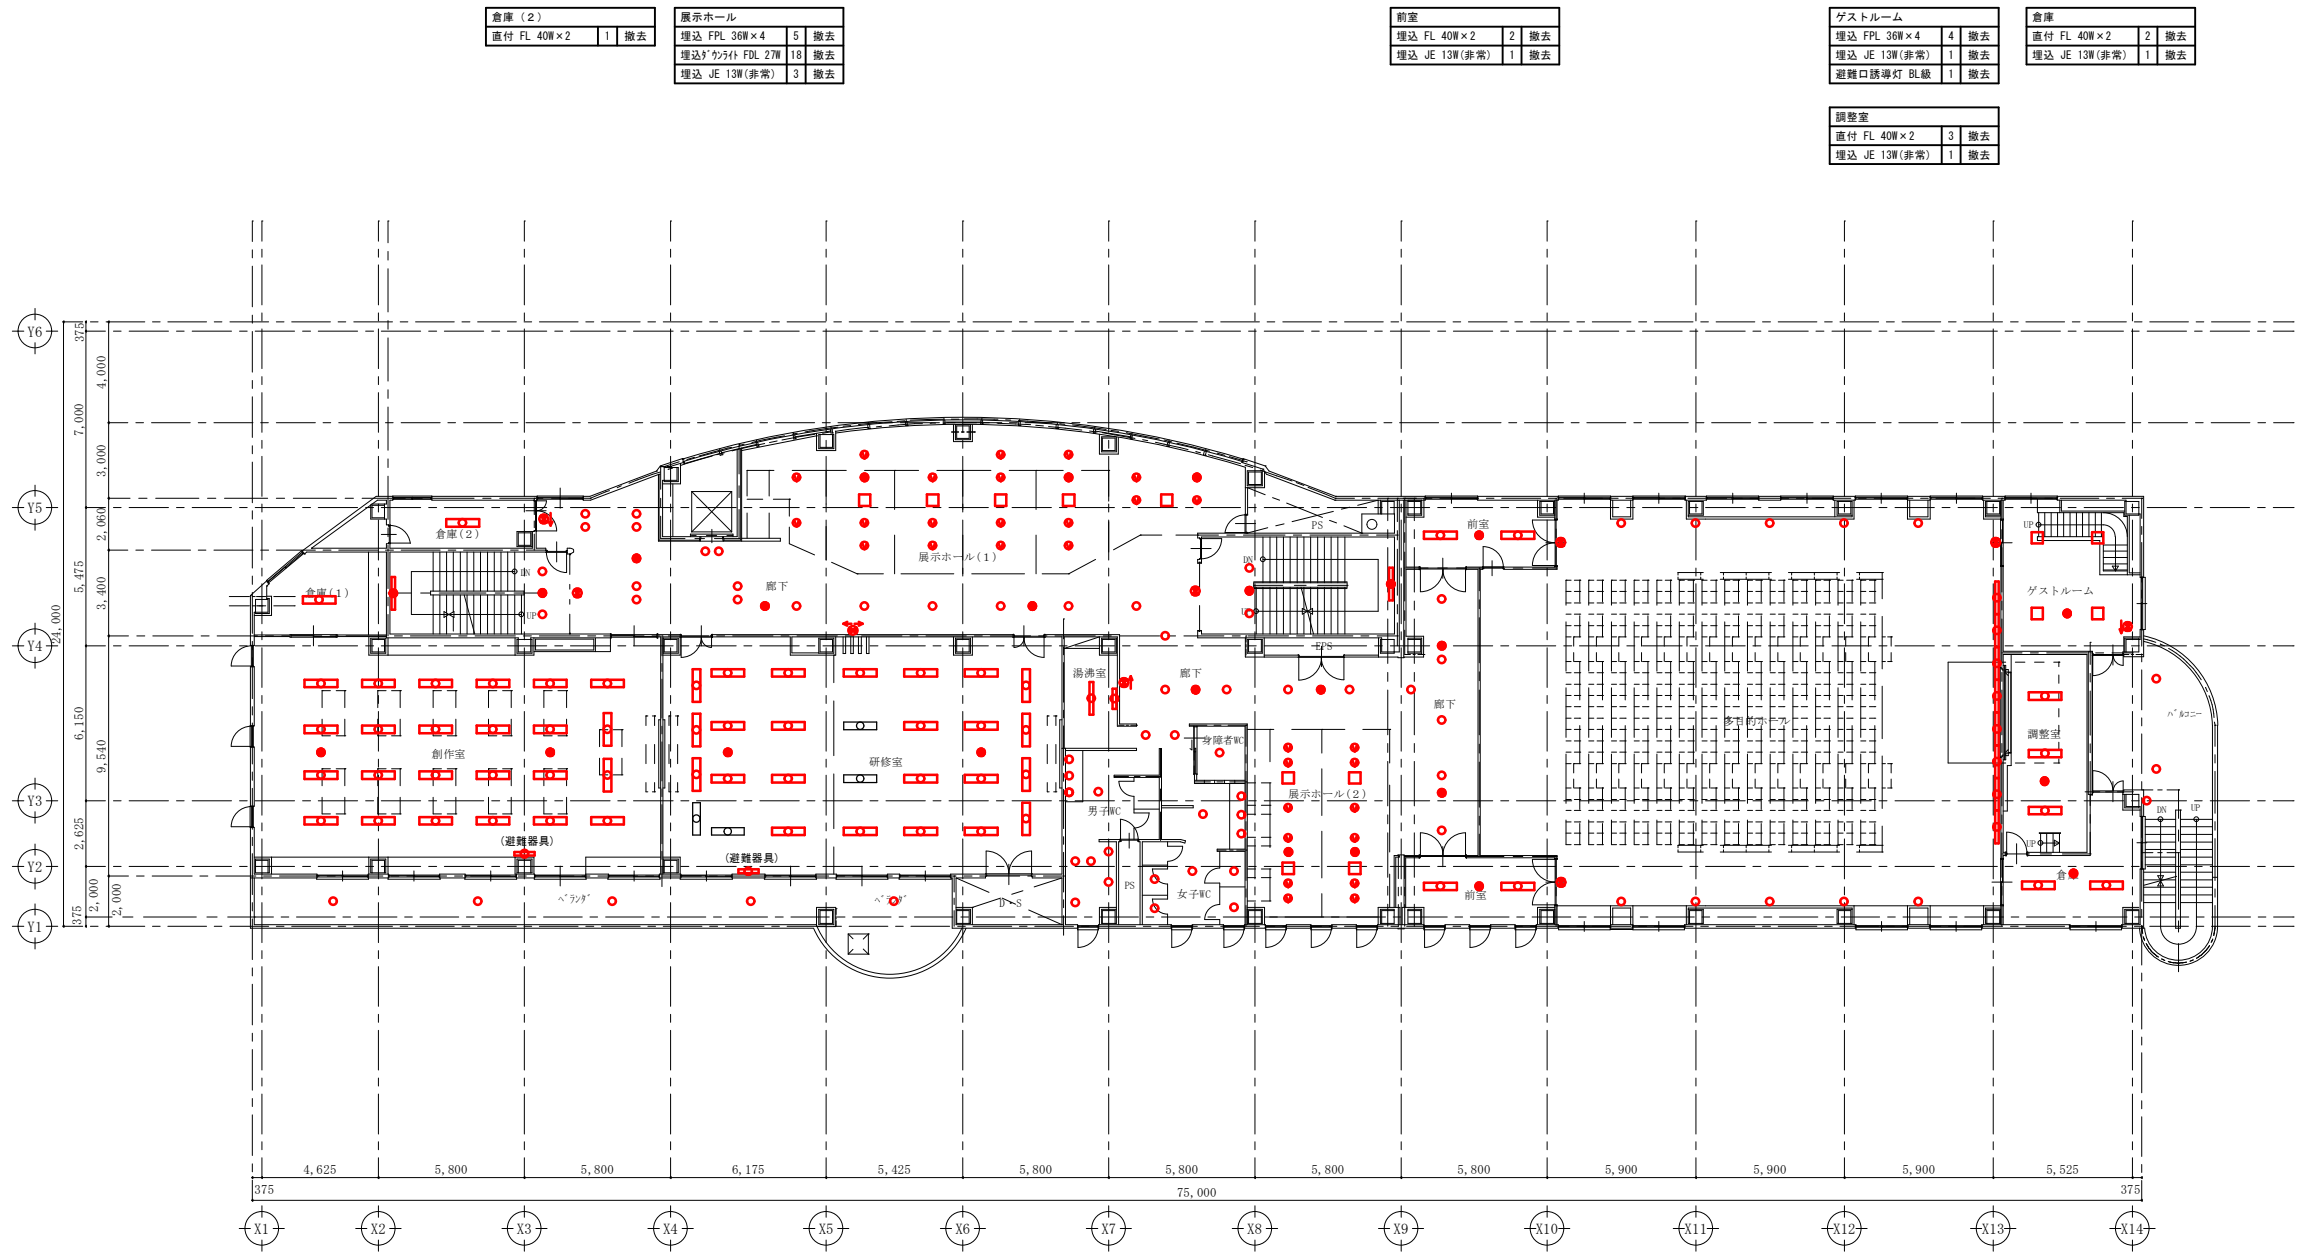 倉庫（２）
直付 FL 40W×2 1 撤去
展示ホール
埋込 FPL 36W×4 5 撤去
埋込ﾀﾞｳﾝﾗｲﾄ FDL 27W 18 撤去
埋込 JE 13W(非常) 3 撤去
前室
埋込 FL 40W×2 2 撤去
埋込 JE 13W(非常) 1 撤去
ゲストルーム
埋込 FPL 36W×4 4 撤去
埋込 JE 13W(非常) 1 撤去
避難口誘導灯 BL級 1 撤去
倉庫
直付 FL 40W×2 2 撤去
埋込 JE 13W(非常) 1 撤去
調整室
直付 FL 40W×2 3 撤去
埋込 JE 13W(非常) 1 撤去
Y6
Y5
Y4
Y3
Y2
Y1
24,000
375
7,000
5,475
6,150
2,625
2,000
375
4,000
3,000
2,060
3,400
9,540
2,000
倉庫(2)
倉庫(1)
DN
UP
廊下
展示ホール(1)
PS
DN
EPS
前室
UP
ゲストルーム
創作室
研修室
湯沸室
廊下
身障者WC
男子WC
展示ホール(2)
廊下
多目的ホール
調整室
ﾊﾞﾙｺﾆｰ
DN
UP
UP
(避難器具)
(避難器具)
ﾍﾞﾗﾝﾀﾞ
ﾍﾞﾗﾝﾀﾞ
D・S
PS
女子WC
前室
4,625
5,800
5,800
6,175
5,425
5,800
5,800
5,800
5,800
5,900
5,900
5,900
5,525
375
75,000
375
X1
X2
X3
X4
X5
X6
X7
X8
X9
X10
X11
X12
X13
X14